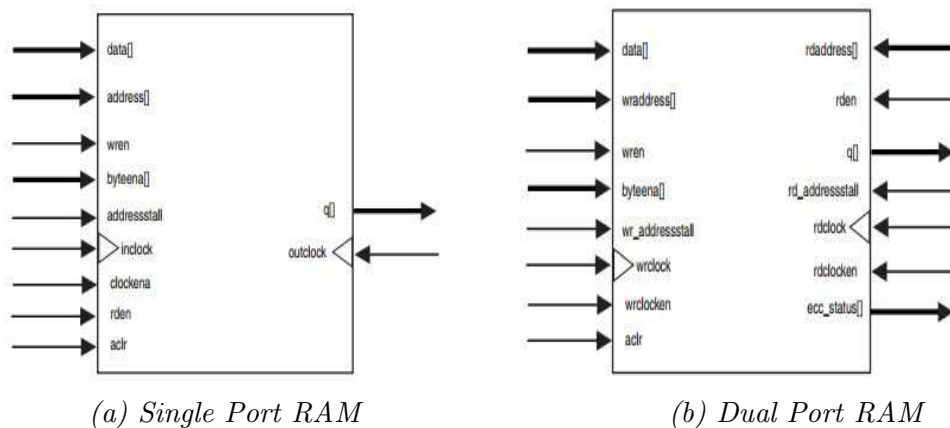 data[]
address[]
wren
byteena[]
addressstall
inclock
clockena
rden
aclr
q[]
outclock
(a) Single Port RAM
data[]
wraddress[]
wren
byteena[]
wr_addressstall
wrclock
wrclocken
aclr
rdaddress[]
rden
q[]
rd_addressstall
rdclock
rdclocken
ecc_status[]
(b) Dual Port RAM